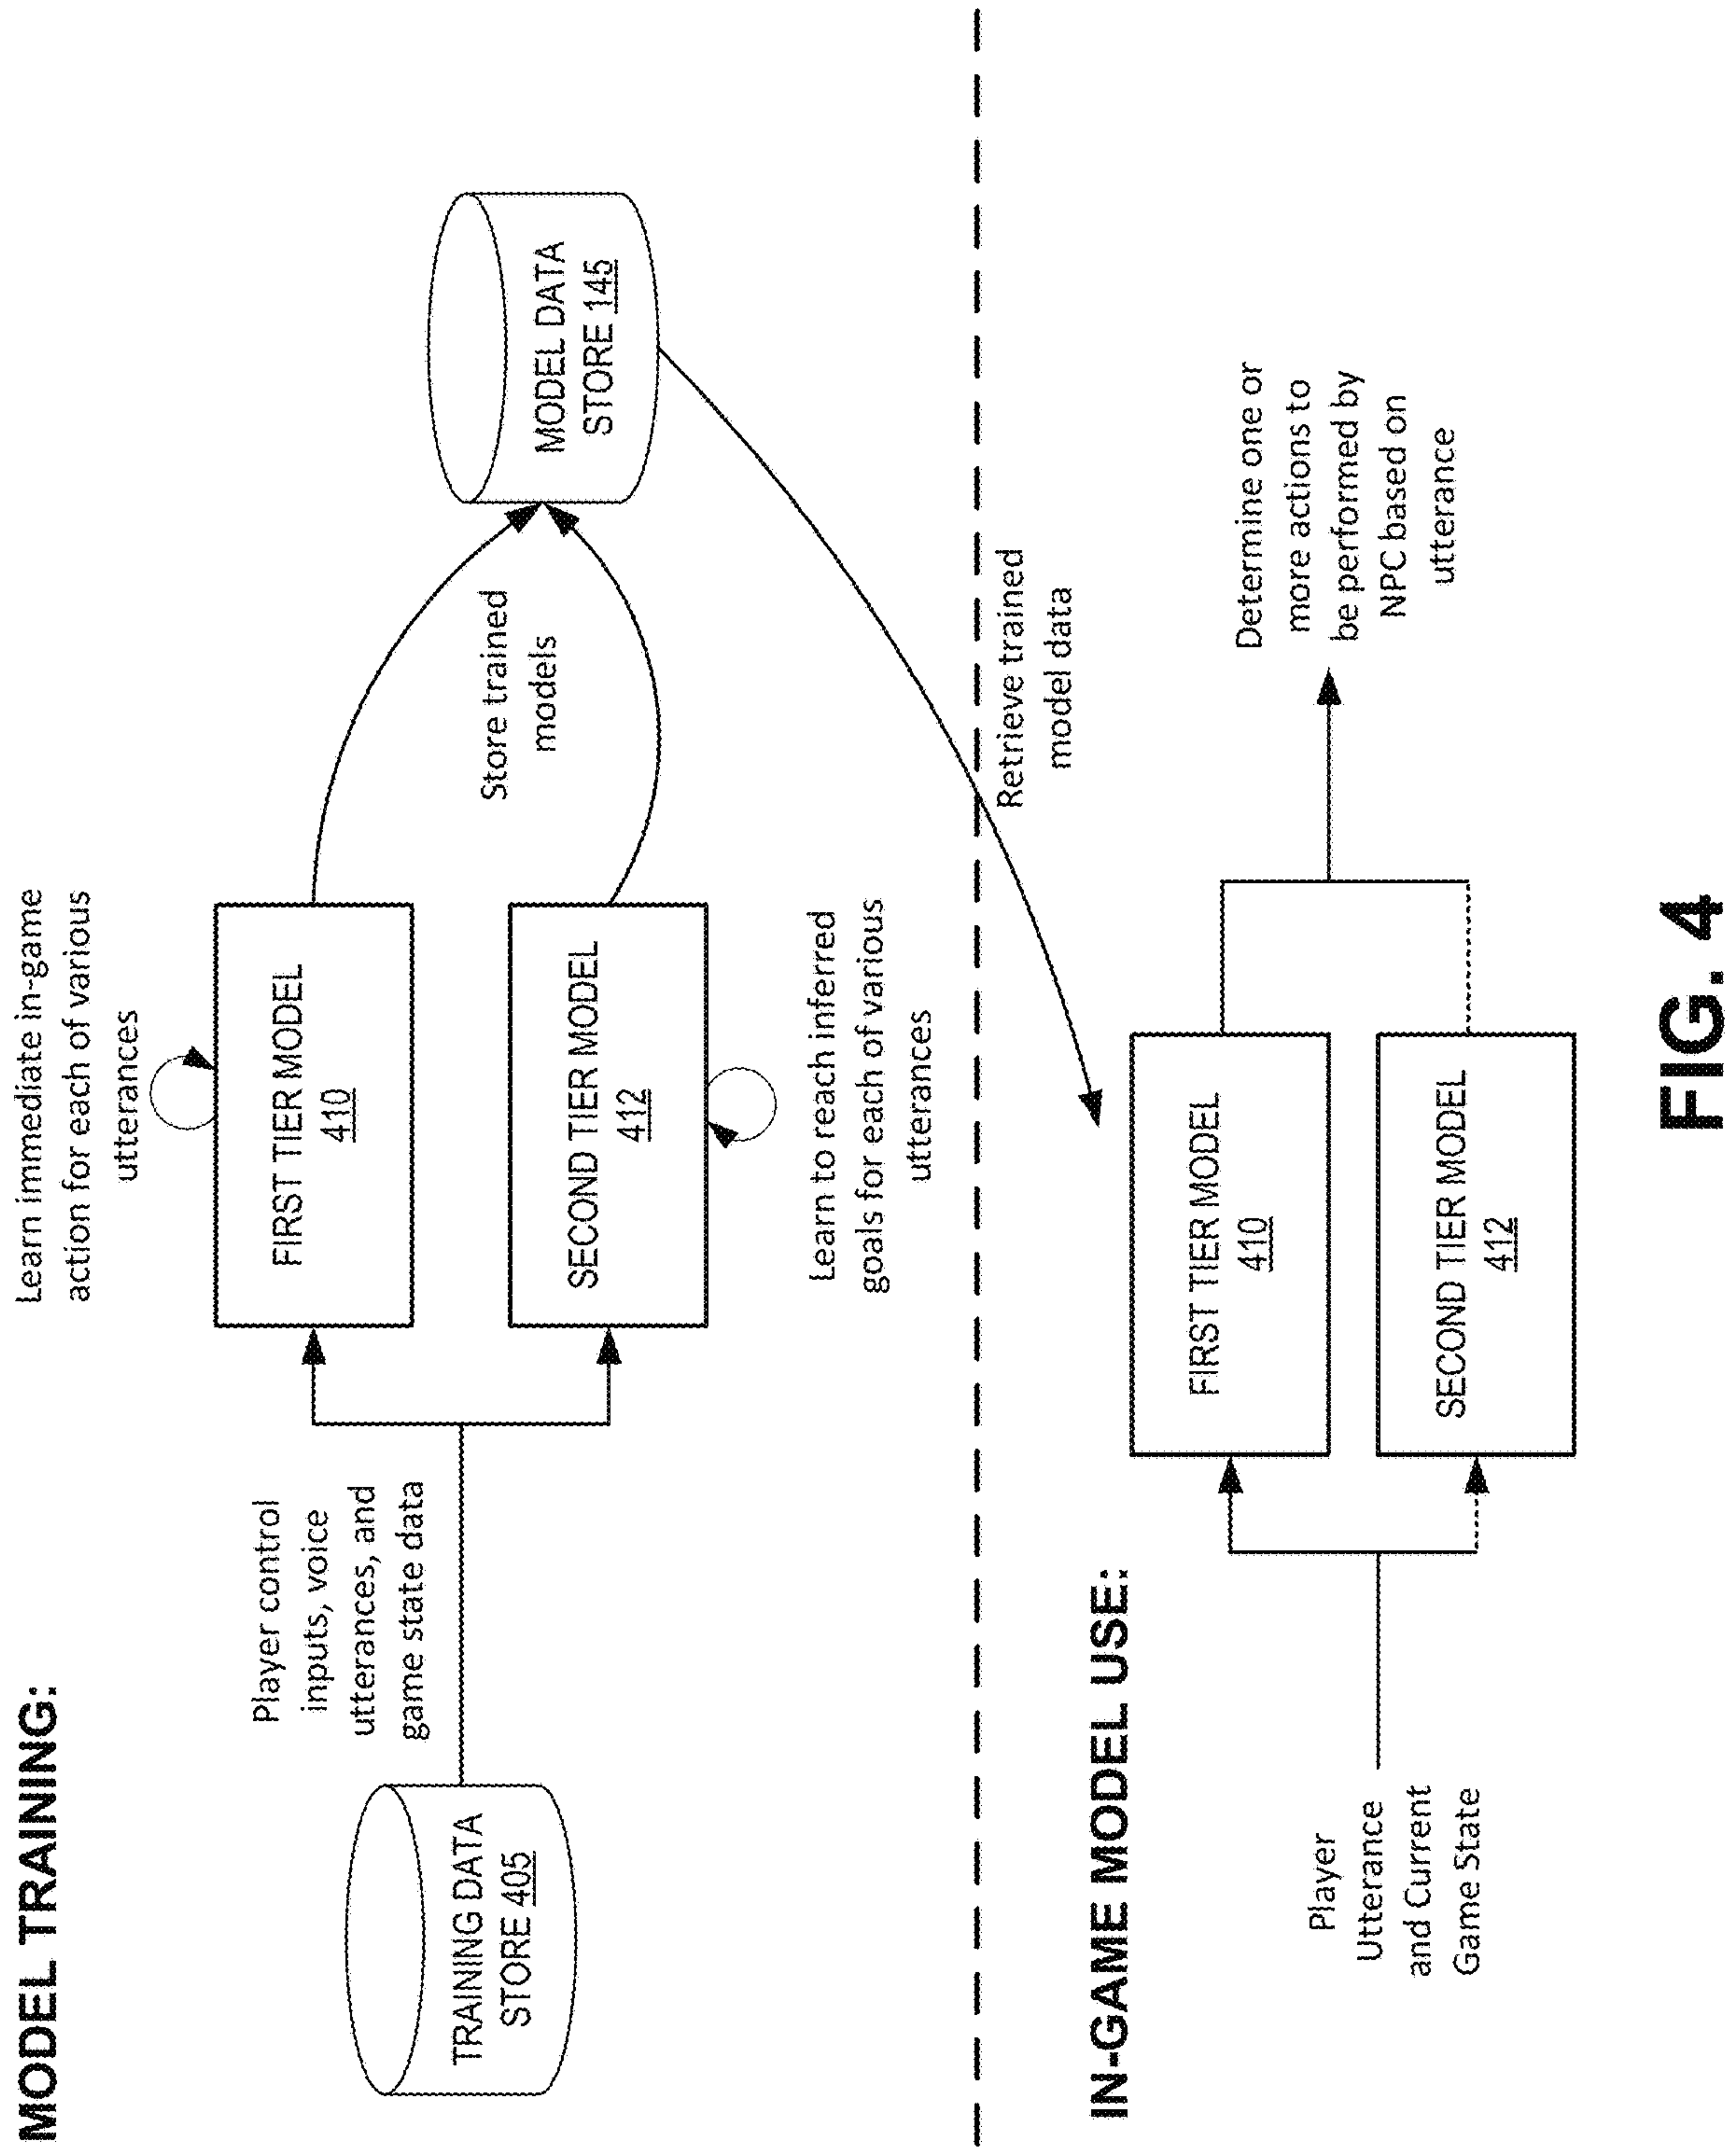 MODEL TRAINING:
Learn immediate in-game
action for each of various
utterances
Player control
inputs, voice
utterances, and
game state data
FIRST TIER MODEL
410
TRAINING DATA
STORE 405
SECOND TIER MODEL
412
Store trained
models
MODEL DATA
STORE 145
Learn to reach inferred
goals for each of various
utterances
Retrieve trained
model data
IN-GAME MODEL USE:
Player
Utterance
and Current
Game State
FIRST TIER MODEL
410
SECOND TIER MODEL
412
Determine one or
more actions to
be performed by
NPC based on
utterance
FIG. 4